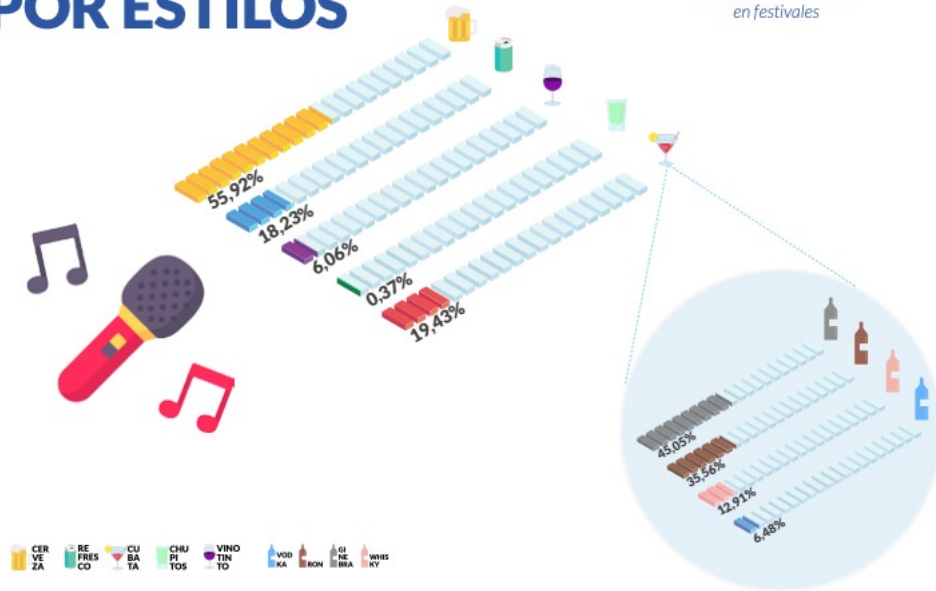 POR ESTILOS
en festivales
55,92%
18,23%
6,06%
0,37%
19,43%
45,05%
35,56%
12,91%
6,48%
CER
VE
ZA
RE
FRES
CO
CU
BA
TA
CHU
PI
TOS
VINO
TIN
TO
VOD
KA
RON
GI
NE
BRA
WHIS
KY